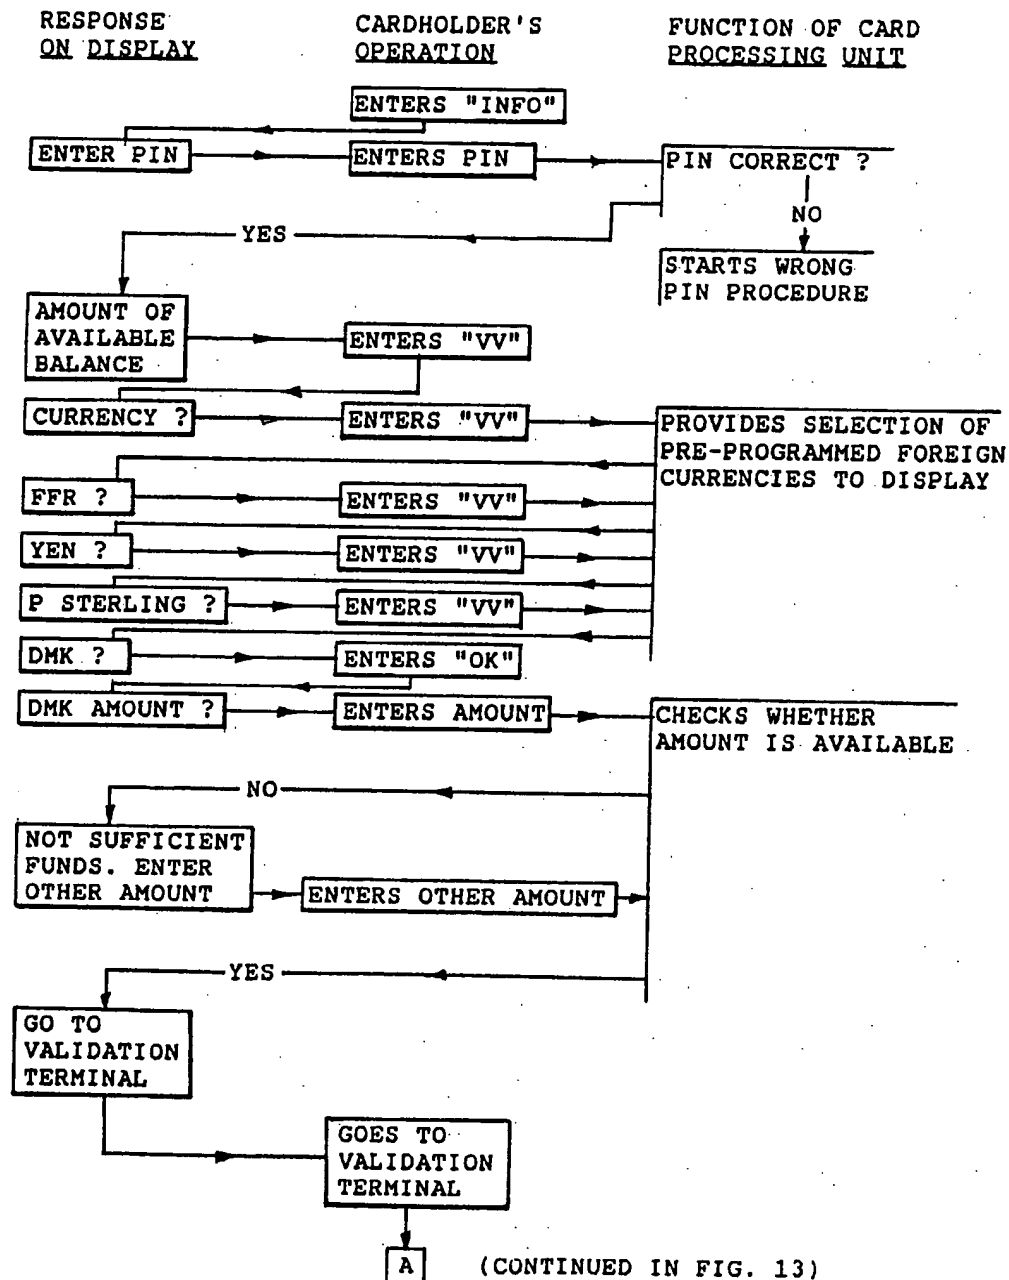 RESPONSE
ON DISPLAY
CARDHOLDER'S
OPERATION
FUNCTION OF CARD
PROCESSING UNIT
ENTERS "INFO"
ENTER PIN
ENTERS PIN
PIN CORRECT ?
NO
YES
STARTS WRONG
PIN PROCEDURE
AMOUNT OF
AVAILABLE
BALANCE
ENTERS "VV"
CURRENCY ?
ENTERS "VV"
PROVIDES SELECTION OF
PRE-PROGRAMMED FOREIGN
CURRENCIES TO DISPLAY
FFR ?
ENTERS "VV"
YEN ?
ENTERS "VV"
P STERLING ?
ENTERS "VV"
DMK ?
ENTERS "OK"
DMK AMOUNT ?
ENTERS AMOUNT
CHECKS WHETHER
AMOUNT IS AVAILABLE
NO
NOT SUFFICIENT
FUNDS. ENTER
OTHER AMOUNT
ENTERS OTHER AMOUNT
YES
GO TO
VALIDATION
TERMINAL
GOES TO
VALIDATION
TERMINAL
A
(CONTINUED IN FIG. 13)